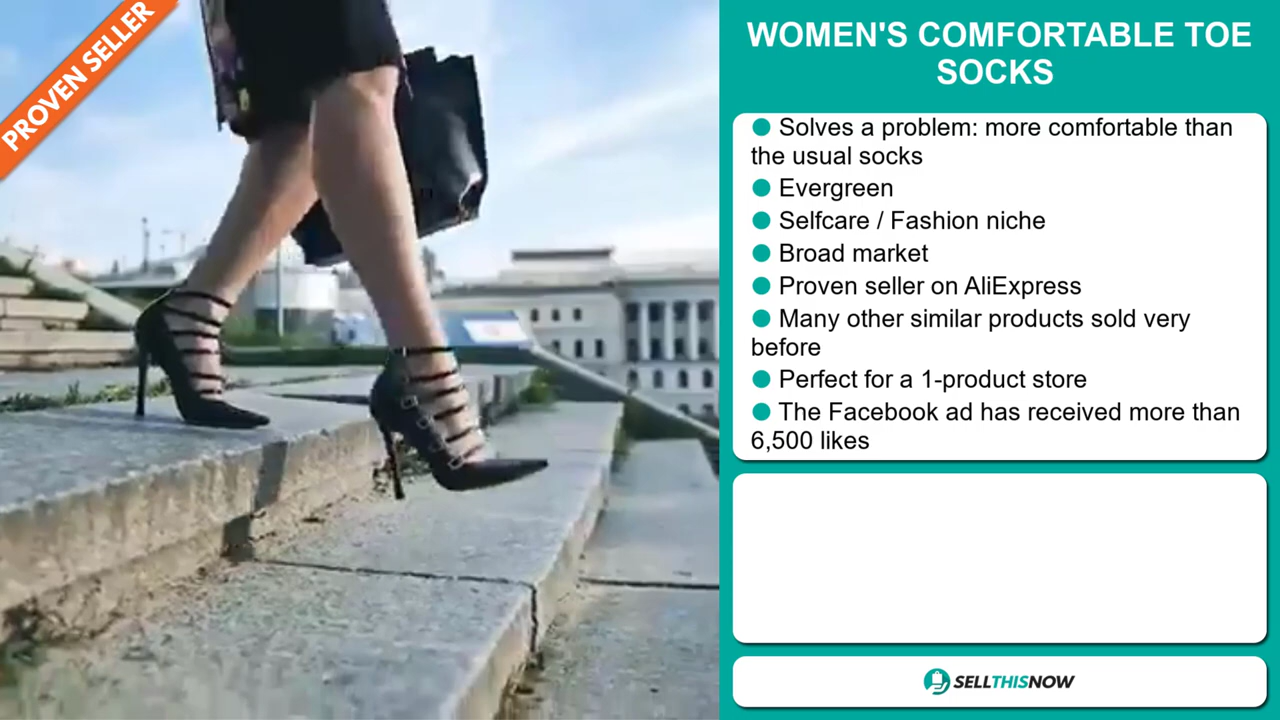 PROVEN SELLER
WOMEN'S COMFORTABLE TOE
SOCKS
● Solves a problem: more comfortable than
the usual socks
● Evergreen
● Selfcare / Fashion niche
● Broad market
● Proven seller on AliExpress
● Many other similar products sold very
before
● Perfect for a 1-product store
● The Facebook ad has received more than
6,500 likes
SELLTHISNOW